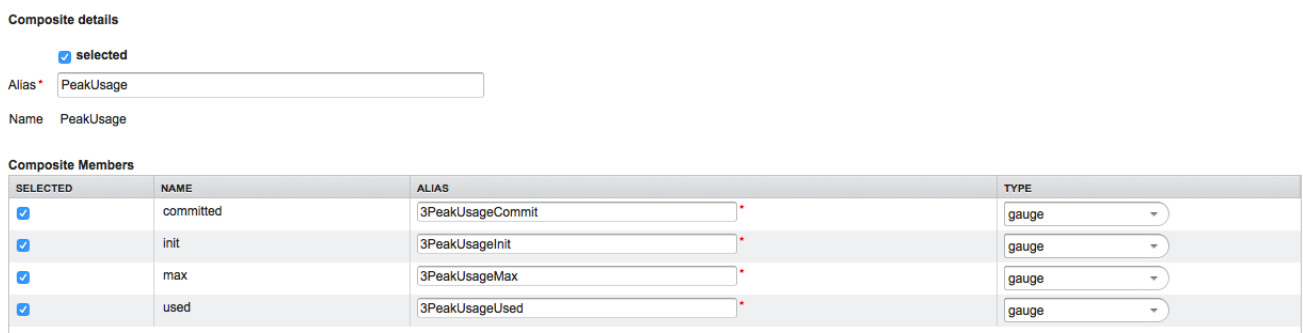 Composite details
selected
Alias * PeakUsage
Name PeakUsage
Composite Members
SELECTED NAME ALIAS TYPE
committed 3PeakUsageCommit * gauge
init 3PeakUsageInit * gauge
max 3PeakUsageMax * gauge
used 3PeakUsageUsed * gauge